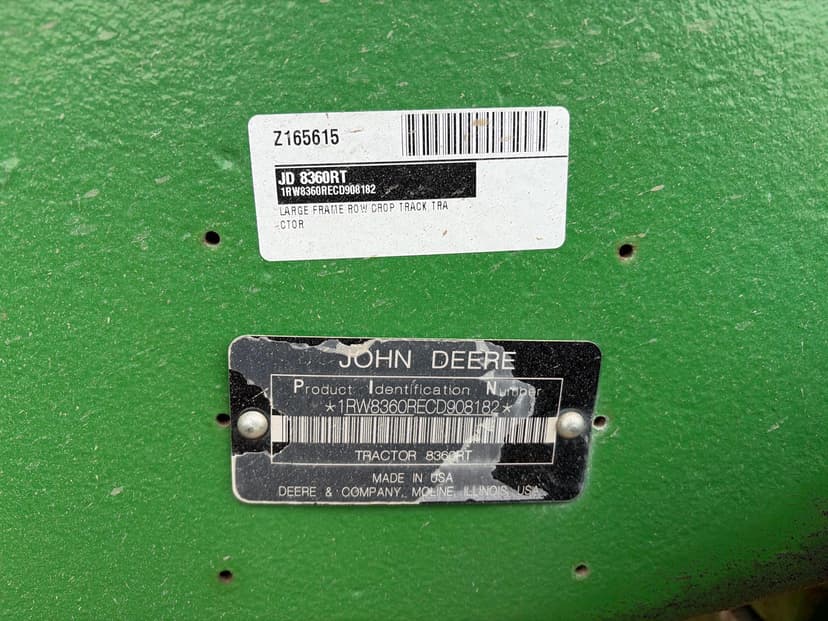 Z165615
JD 8360RT
1RW8360RECD908182
LARGE FRAME ROW CROP TRACK TRA
CTOR
JOHN DEERE
Product Identification Number
*1RW8360RECD908182*
TRACTOR 8360RT
MADE IN USA
DEERE & COMPANY, MOLINE, ILLINOIS, USA